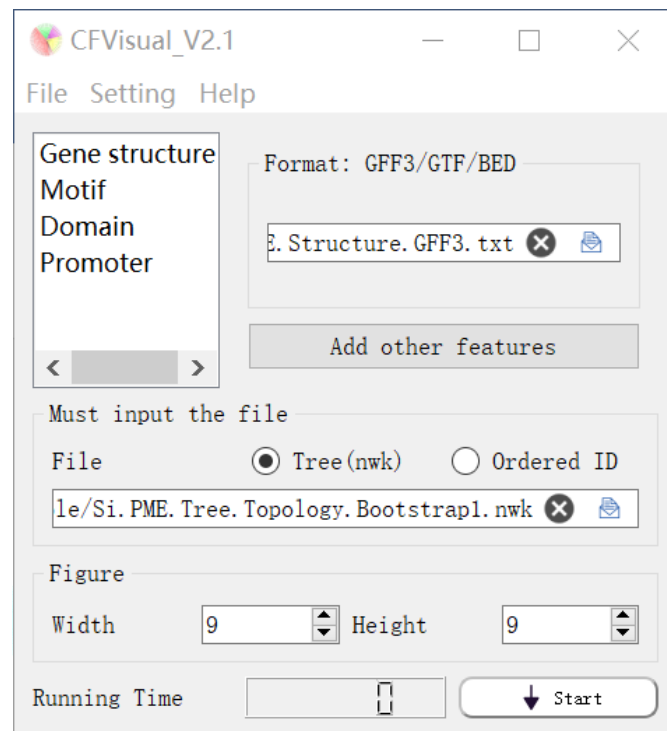 CFVisual_V2.1
File Setting Help
Gene structure
Motif
Domain
Promoter
Format: GFF3/GTF/BED
E.Structure.GFF3.txt
Add other features
Must input the file
File Tree(nwk) Ordered ID
le/Si.PME.Tree.Topology.Bootstrap1.nwk
Figure
Width 9 Height 9
Running Time 0 Start